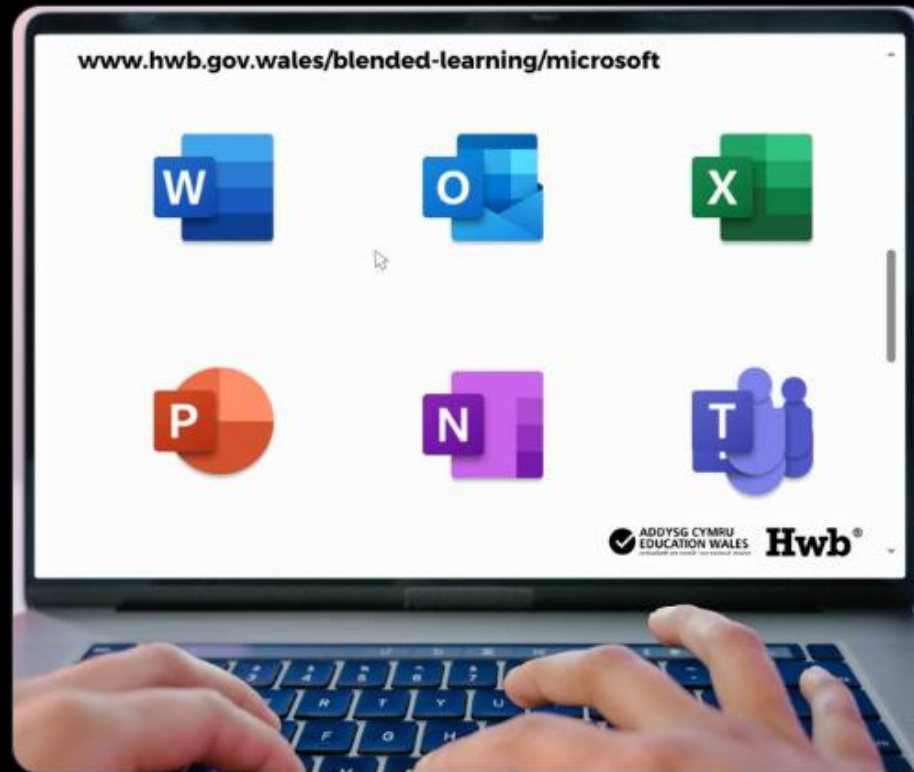 www.hwb.gov.wales/blended-learning/microsoft
W
O
X
P
N
T
ADDYSG CYMRU
EDUCATION WALES
Hwb®
R T Y U
F G H